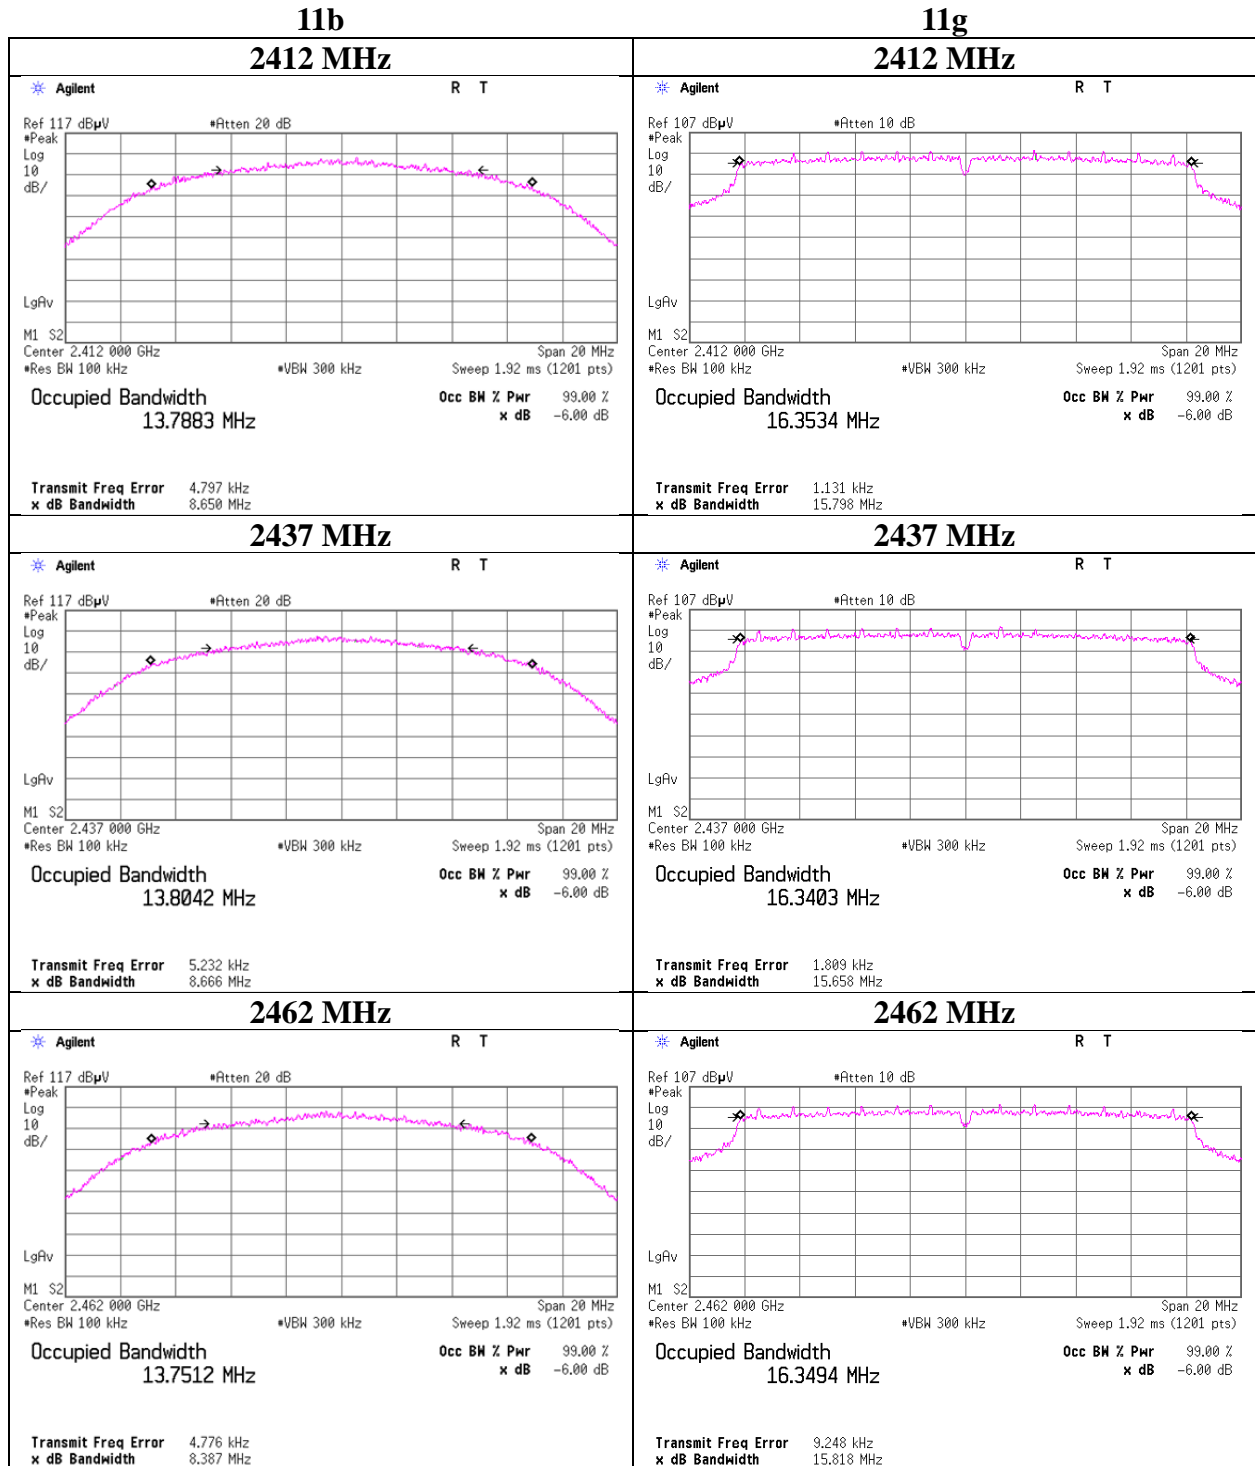 11b 11g
2412 MHz 2412 MHz
Agilent R T
Ref 117 dBµV #Atten 20 dB
#Peak
Log
10
dB/
LgAv
M1 S2
Center 2.412 000 GHz Span 20 MHz
#Res BW 100 kHz #VBW 300 kHz Sweep 1.92 ms (1201 pts)
Occupied Bandwidth Occ BW % Pwr 99.00 %
13.7883 MHz x dB -6.00 dB
Transmit Freq Error 4.797 kHz
x dB Bandwidth 8.650 MHz
Agilent R T
Ref 107 dBµV #Atten 10 dB
#Peak
Log
10
dB/
LgAv
M1 S2
Center 2.412 000 GHz Span 20 MHz
#Res BW 100 kHz #VBW 300 kHz Sweep 1.92 ms (1201 pts)
Occupied Bandwidth Occ BW % Pwr 99.00 %
16.3534 MHz x dB -6.00 dB
Transmit Freq Error 1.131 kHz
x dB Bandwidth 15.798 MHz
2437 MHz 2437 MHz
Agilent R T
Ref 117 dBµV #Atten 20 dB
#Peak
Log
10
dB/
LgAv
M1 S2
Center 2.437 000 GHz Span 20 MHz
#Res BW 100 kHz #VBW 300 kHz Sweep 1.92 ms (1201 pts)
Occupied Bandwidth Occ BW % Pwr 99.00 %
13.8042 MHz x dB -6.00 dB
Transmit Freq Error 5.232 kHz
x dB Bandwidth 8.666 MHz
Agilent R T
Ref 107 dBµV #Atten 10 dB
#Peak
Log
10
dB/
LgAv
M1 S2
Center 2.437 000 GHz Span 20 MHz
#Res BW 100 kHz #VBW 300 kHz Sweep 1.92 ms (1201 pts)
Occupied Bandwidth Occ BW % Pwr 99.00 %
16.3403 MHz x dB -6.00 dB
Transmit Freq Error 1.809 kHz
x dB Bandwidth 15.658 MHz
2462 MHz 2462 MHz
Agilent R T
Ref 117 dBµV #Atten 20 dB
#Peak
Log
10
dB/
LgAv
M1 S2
Center 2.462 000 GHz Span 20 MHz
#Res BW 100 kHz #VBW 300 kHz Sweep 1.92 ms (1201 pts)
Occupied Bandwidth Occ BW % Pwr 99.00 %
13.7512 MHz x dB -6.00 dB
Transmit Freq Error 4.776 kHz
x dB Bandwidth 8.387 MHz
Agilent R T
Ref 107 dBµV #Atten 10 dB
#Peak
Log
10
dB/
LgAv
M1 S2
Center 2.462 000 GHz Span 20 MHz
#Res BW 100 kHz #VBW 300 kHz Sweep 1.92 ms (1201 pts)
Occupied Bandwidth Occ BW % Pwr 99.00 %
16.3494 MHz x dB -6.00 dB
Transmit Freq Error 9.248 kHz
x dB Bandwidth 15.818 MHz